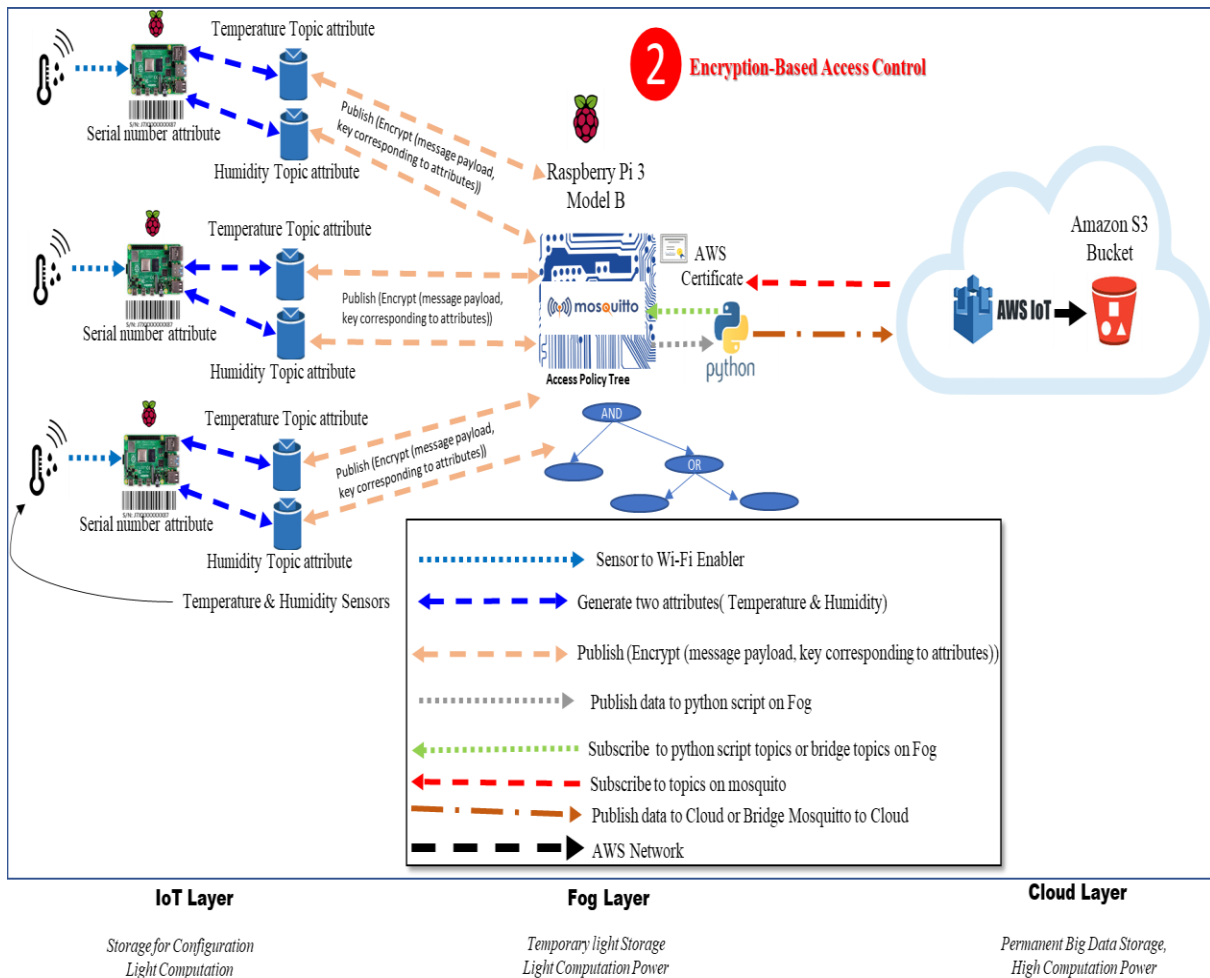 Temperature Topic attribute
S/N: JTIOI0000000087
Serial number attribute
Humidity Topic attribute
Publish (Encrypt (message payload,
key corresponding to attributes))
2
Encryption-Based Access Control
Raspberry Pi 3
Model B
Temperature Topic attribute
Serial number attribute
Humidity Topic attribute
Publish (Encrypt (message payload,
key corresponding to attributes))
mosquitto
AWS
Certificate
python
Access Policy Tree
Amazon S3
Bucket
AWS IoT
Temperature Topic attribute
Serial number attribute
Humidity Topic attribute
Publish (Encrypt (message payload,
key corresponding to attributes))
AND
OR
Temperature & Humidity Sensors
Sensor to Wi-Fi Enabler
Generate two attributes( Temperature & Humidity)
Publish (Encrypt (message payload, key corresponding to attributes))
Publish data to python script on Fog
Subscribe to python script topics or bridge topics on Fog
Subscribe to topics on mosquito
Publish data to Cloud or Bridge Mosquitto to Cloud
AWS Network
IoT Layer
Storage for Configuration
Light Computation
Fog Layer
Temporary light Storage
Light Computation Power
Cloud Layer
Permanent Big Data Storage,
High Computation Power